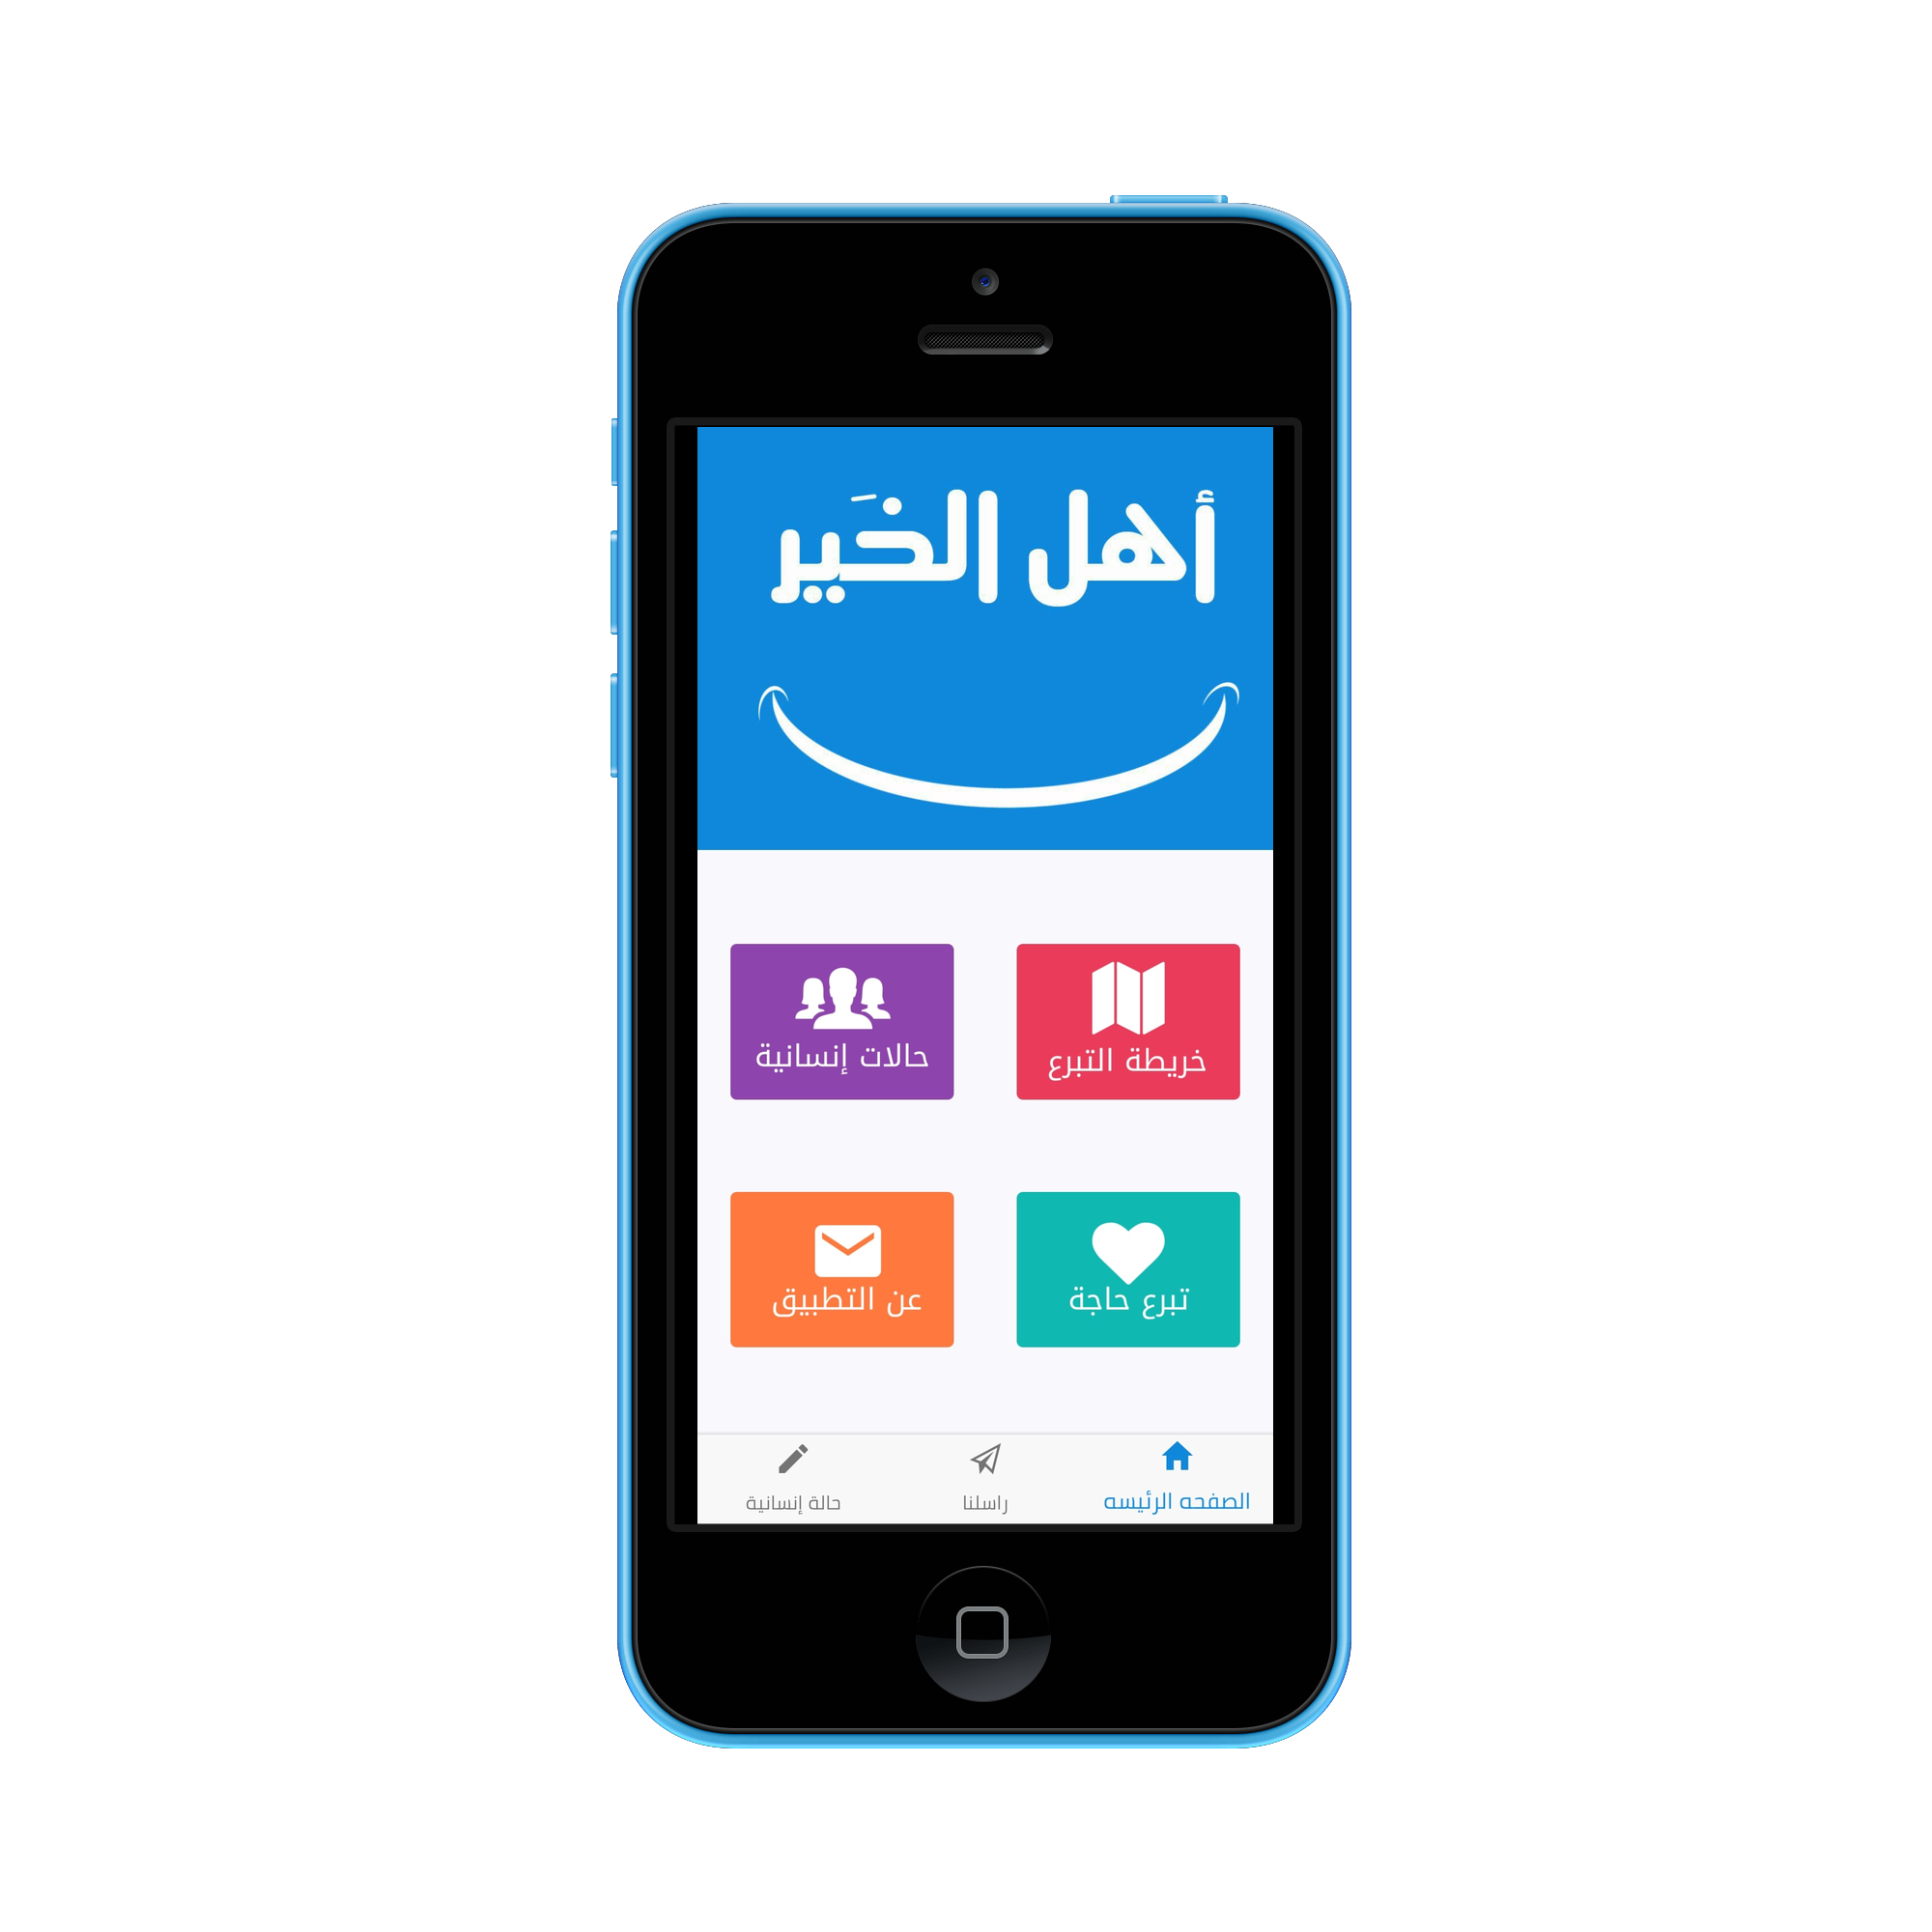 أهل الخَير
خريطة التبرع
حالات إنسانية
تبرع حاجة
عن التطبيق
الصفحه الرئيسه
راسلنا
حالة إنسانية